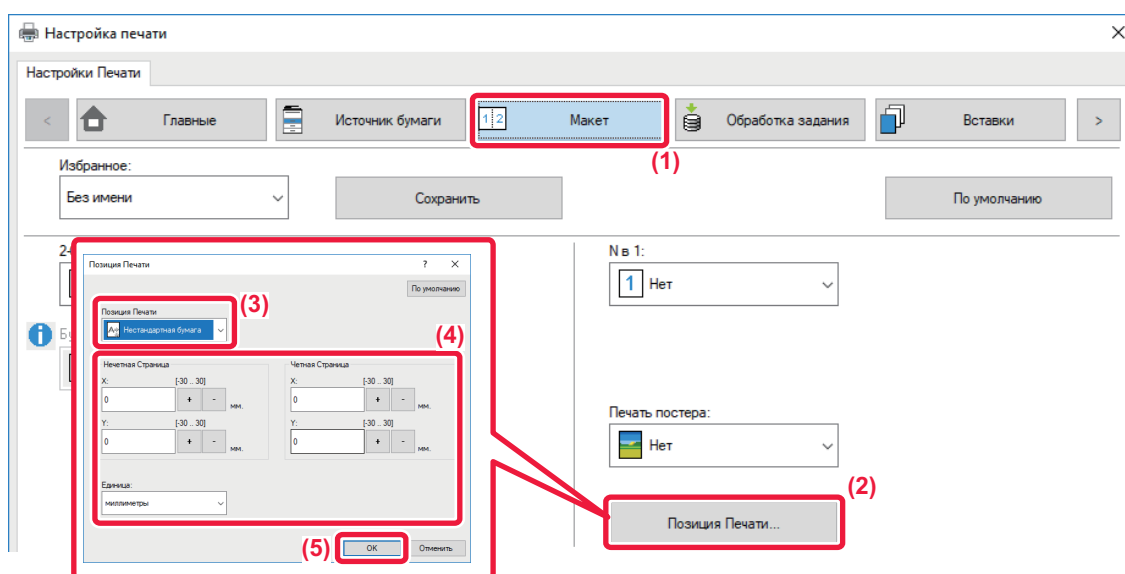 Настройка печати
Настройки Печати
< Главные Источник бумаги 1 2 Макет Обработка задания Вставки >
(1)
Избранное:
Без имени Сохранить По умолчанию
2-
Позиция Печати ? ×
По умолчанию
Позиция Печати
Нестандартная бумага
(3)
(4)
Нечетная Страница
X: [-30 .. 30]
0 + - мм.
Y: [-30 .. 30]
0 + - мм.
Четная Страница
X: [-30 .. 30]
0 + - мм.
Y: [-30 .. 30]
0 + - мм.
Единица:
миллиметры
(5)
OK Отменить
N в 1:
1 Нет
Печать постера:
Нет
(2)
Позиция Печати...